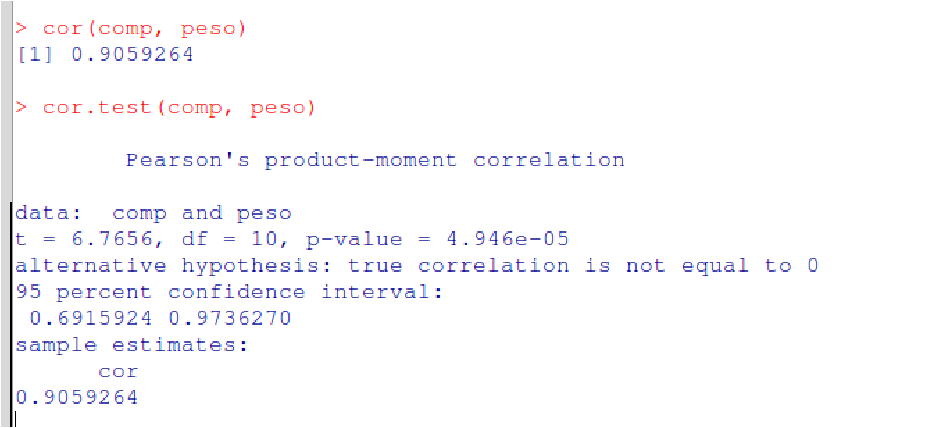 > cor(comp, peso)
[1] 0.9059264
> cor.test(comp, peso)
Pearson's product-moment correlation
data:  comp and peso
t = 6.7656, df = 10, p-value = 4.946e-05
alternative hypothesis: true correlation is not equal to 0
95 percent confidence interval:
0.6915924 0.9736270
sample estimates:
cor
0.9059264